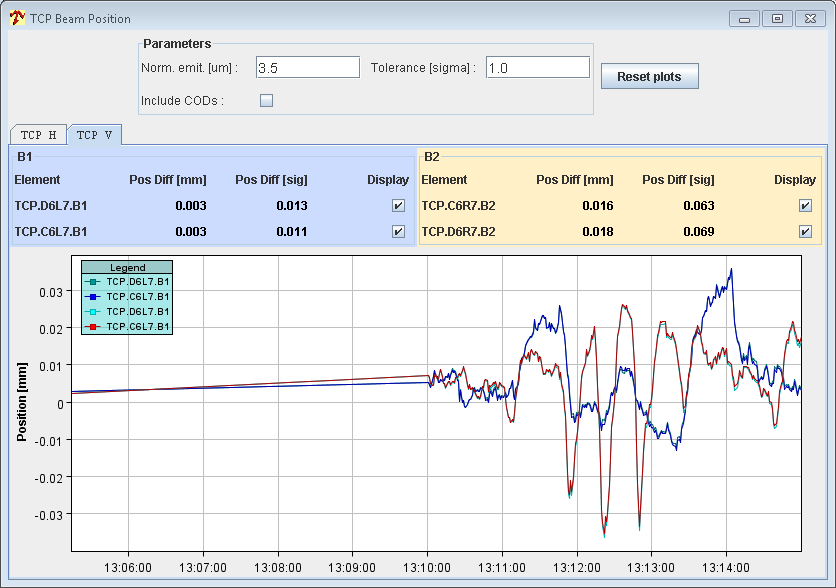 TCP Beam Position
Parameters
Norm. emit. [um] : 3.5 Tolerance [sigma] : 1.0
Reset plots
Include CODs :
TCP H TCP V
B1
Element Pos Diff [mm] Pos Diff [sig] Display
TCP.D6L7.B1 0.003 0.013
TCP.C6L7.B1 0.003 0.011
B2
Element Pos Diff [mm] Pos Diff [sig] Display
TCP.C6R7.B2 0.016 0.063
TCP.D6R7.B2 0.018 0.069
Legend
TCP.D6L7.B1
TCP.C6L7.B1
TCP.D6L7.B1
TCP.C6L7.B1
Position [mm]
0.03
0.02
0.01
0
-0.01
-0.02
-0.03
13:06:00 13:07:00 13:08:00 13:09:00 13:10:00 13:11:00 13:12:00 13:13:00 13:14:00